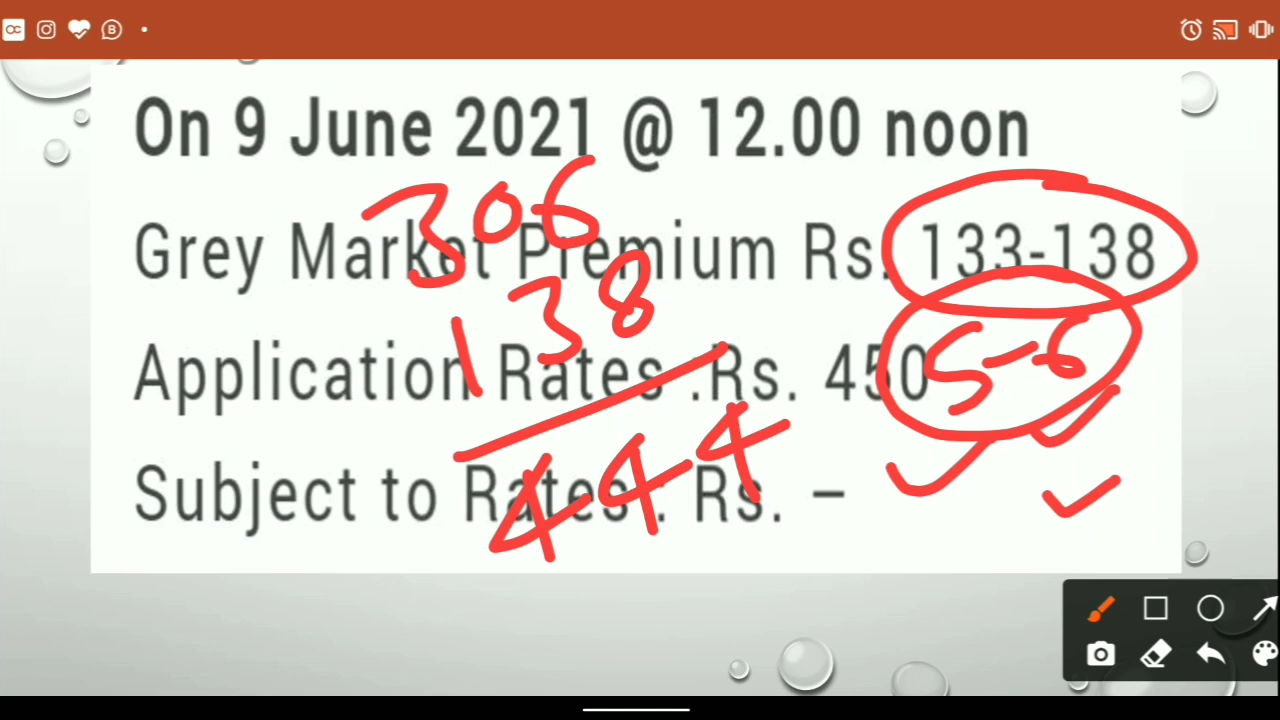 On 9 June 2021 @ 12.00 noon
306
Grey Market Premium Rs. 133-138
138
Application Rates :Rs. 450
5-6
444
Subject to Rates : Rs. –